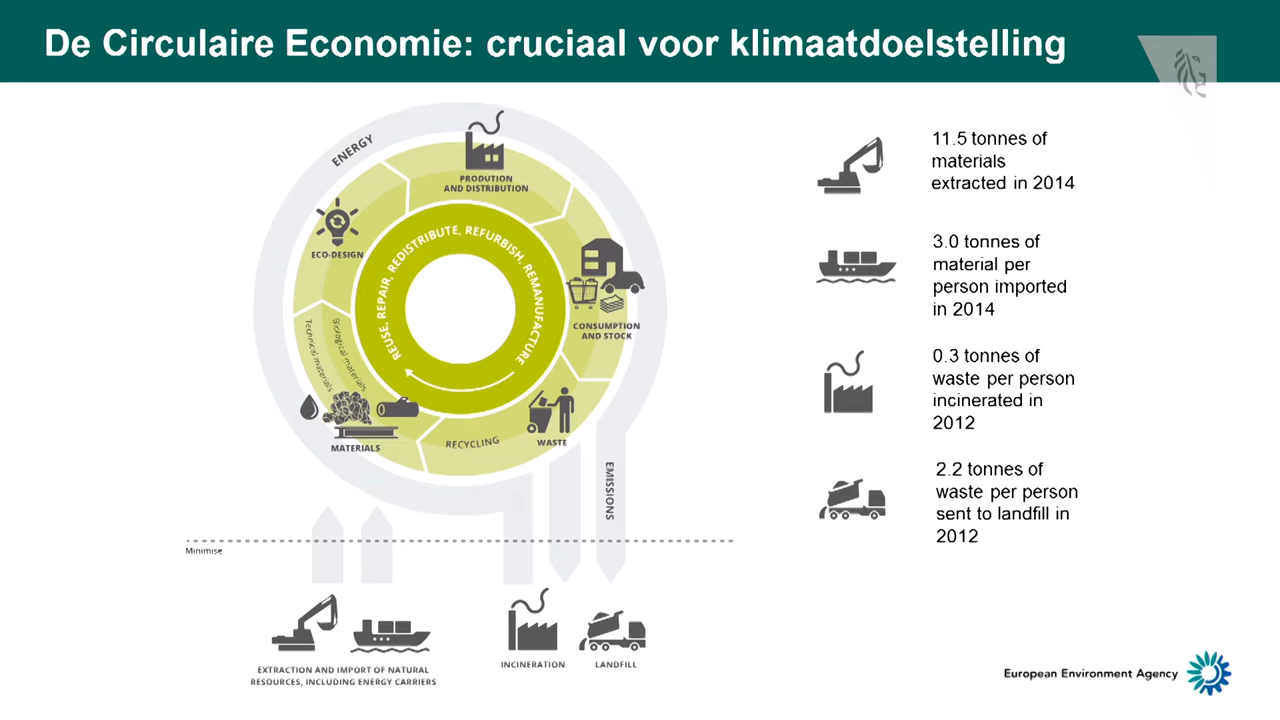 De Circulaire Economie: cruciaal voor klimaatdoelstelling
ENERGY
PRODUTION
AND DISTRIBUTION
ECO-DESIGN
REUSE, REPAIR, REDISTRIBUTE, REFURBISH, REMANUFACTURE
CONSUMPTION
AND STOCK
Technical materials
Biological materials
MATERIALS
RECYCLING
WASTE
EMISSIONS
Minimise
EXTRACTION AND IMPORT OF NATURAL
RESOURCES, INCLUDING ENERGY CARRIERS
INCINERATION
LANDFILL
11.5 tonnes of
materials
extracted in 2014
3.0 tonnes of
material per
person imported
in 2014
0.3 tonnes of
waste per person
incinerated in
2012
2.2 tonnes of
waste per person
sent to landfill in
2012
European Environment Agency